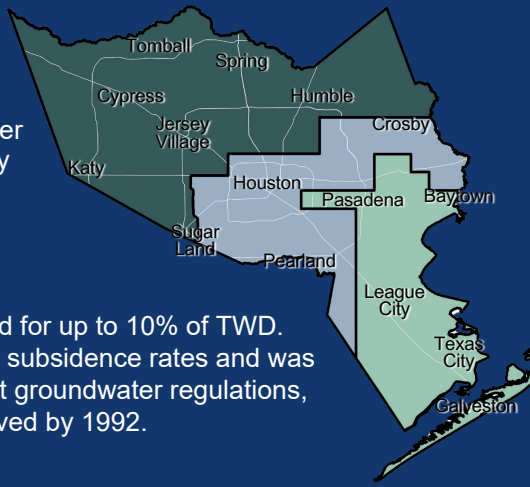 Tomball
Spring
Cypress
Humble
er
Jersey
Village
Crosby
y
Katy
Houston
Pasadena
Baytown
Sugar
Land
Pearland
League
City
d for up to 10% of TWD.
subsidence rates and was
Texas
City
t groundwater regulations,
Galveston
ved by 1992.